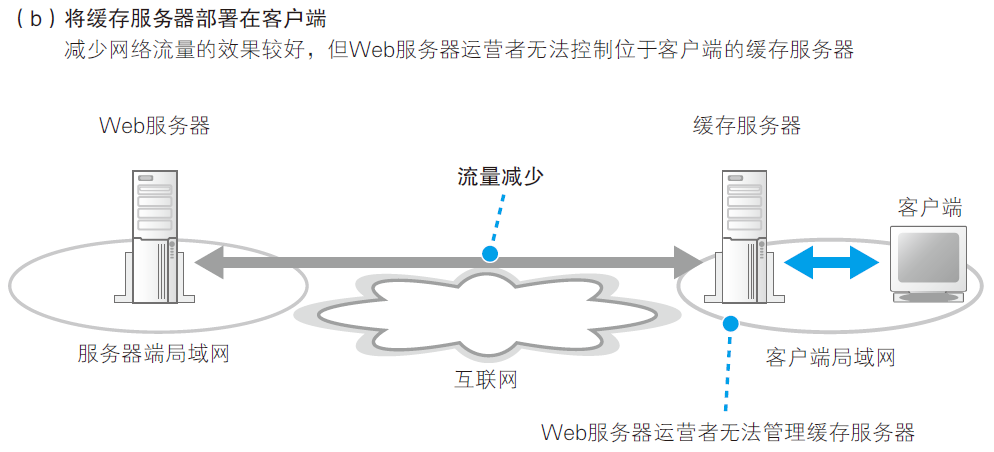 （b）将缓存服务器部署在客户端
减少网络流量的效果较好，但Web服务器运营者无法控制位于客户端的缓存服务器
Web服务器
缓存服务器
流量减少
客户端
服务器端局域网
客户端局域网
互联网
Web服务器运营者无法管理缓存服务器